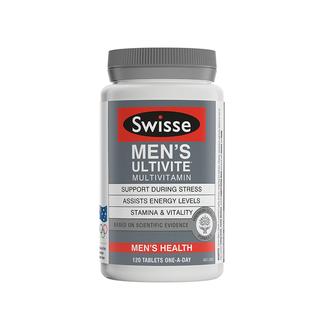 Swisse
MEN'S
ULTIVITE
MULTIVITAMIN
SUPPORT DURING STRESS
ASSISTS ENERGY LEVELS
STAMINA & VITALITY
BASED ON SCIENTIFIC EVIDENCE
MEN'S HEALTH
120 TABLETS ONE-A-DAY